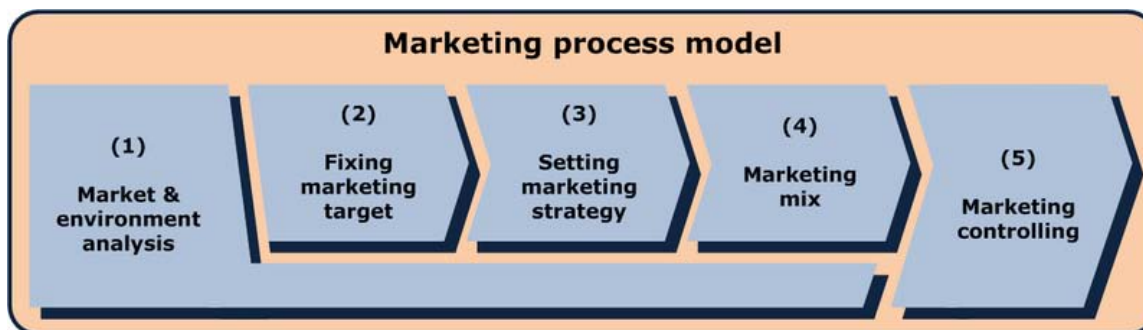 Marketing process model
(1)
Market &
environment
analysis
(2)
Fixing
marketing
target
(3)
Setting
marketing
strategy
(4)
Marketing
mix
(5)
Marketing
controlling